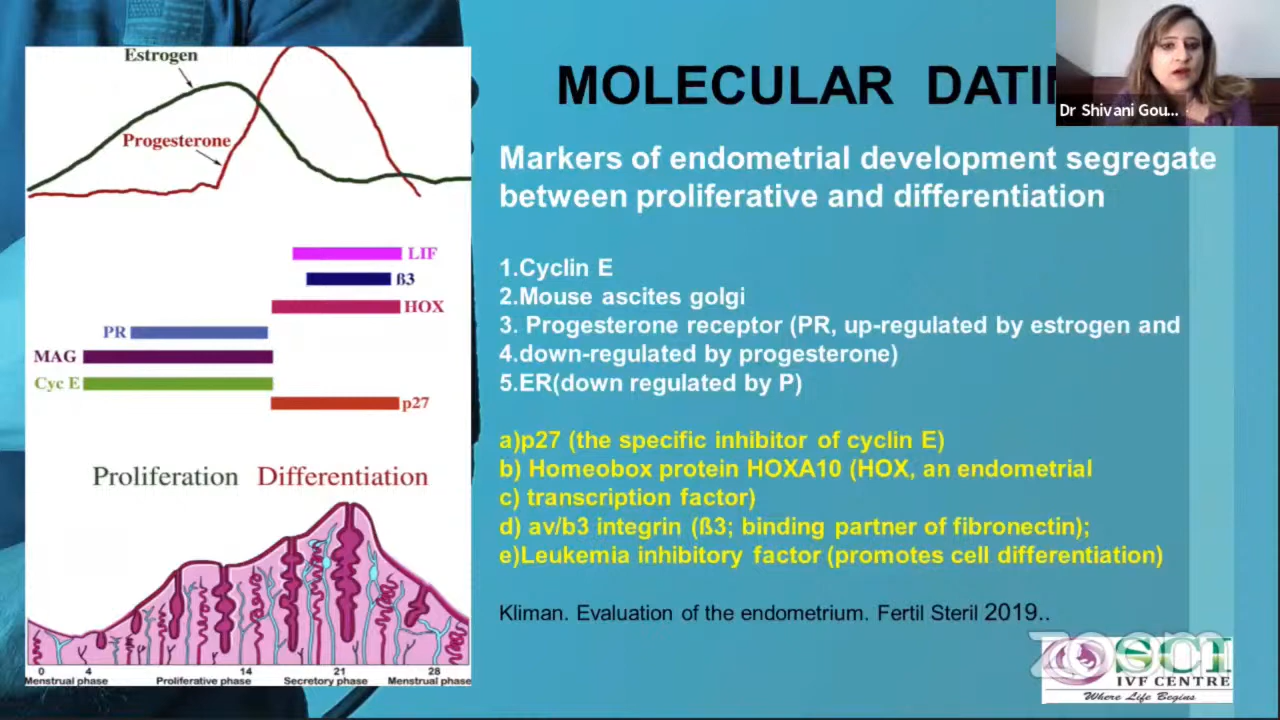 Estrogen
Progesterone
LIF
ß3
HOX
PR
MAG
Cyc E
p27
Proliferation Differentiation
0 4 14 21 28
Menstrual phase Proliferative phase Secretory phase Menstrual phase
MOLECULAR
Dr Shivani Gou...
Markers of endometrial development segregate
between proliferative and differentiation
1.Cyclin E
2.Mouse ascites golgi
3. Progesterone receptor (PR, up-regulated by estrogen and
4.down-regulated by progesterone)
5.ER(down regulated by P)
a)p27 (the specific inhibitor of cyclin E)
b) Homeobox protein HOXA10 (HOX, an endometrial
c) transcription factor)
d) av/b3 integrin (ß3; binding partner of fibronectin);
e)Leukemia inhibitory factor (promotes cell differentiation)
Kliman. Evaluation of the endometrium. Fertil Steril 2019..
zoom
IVF CENTRE
Where Life Begins